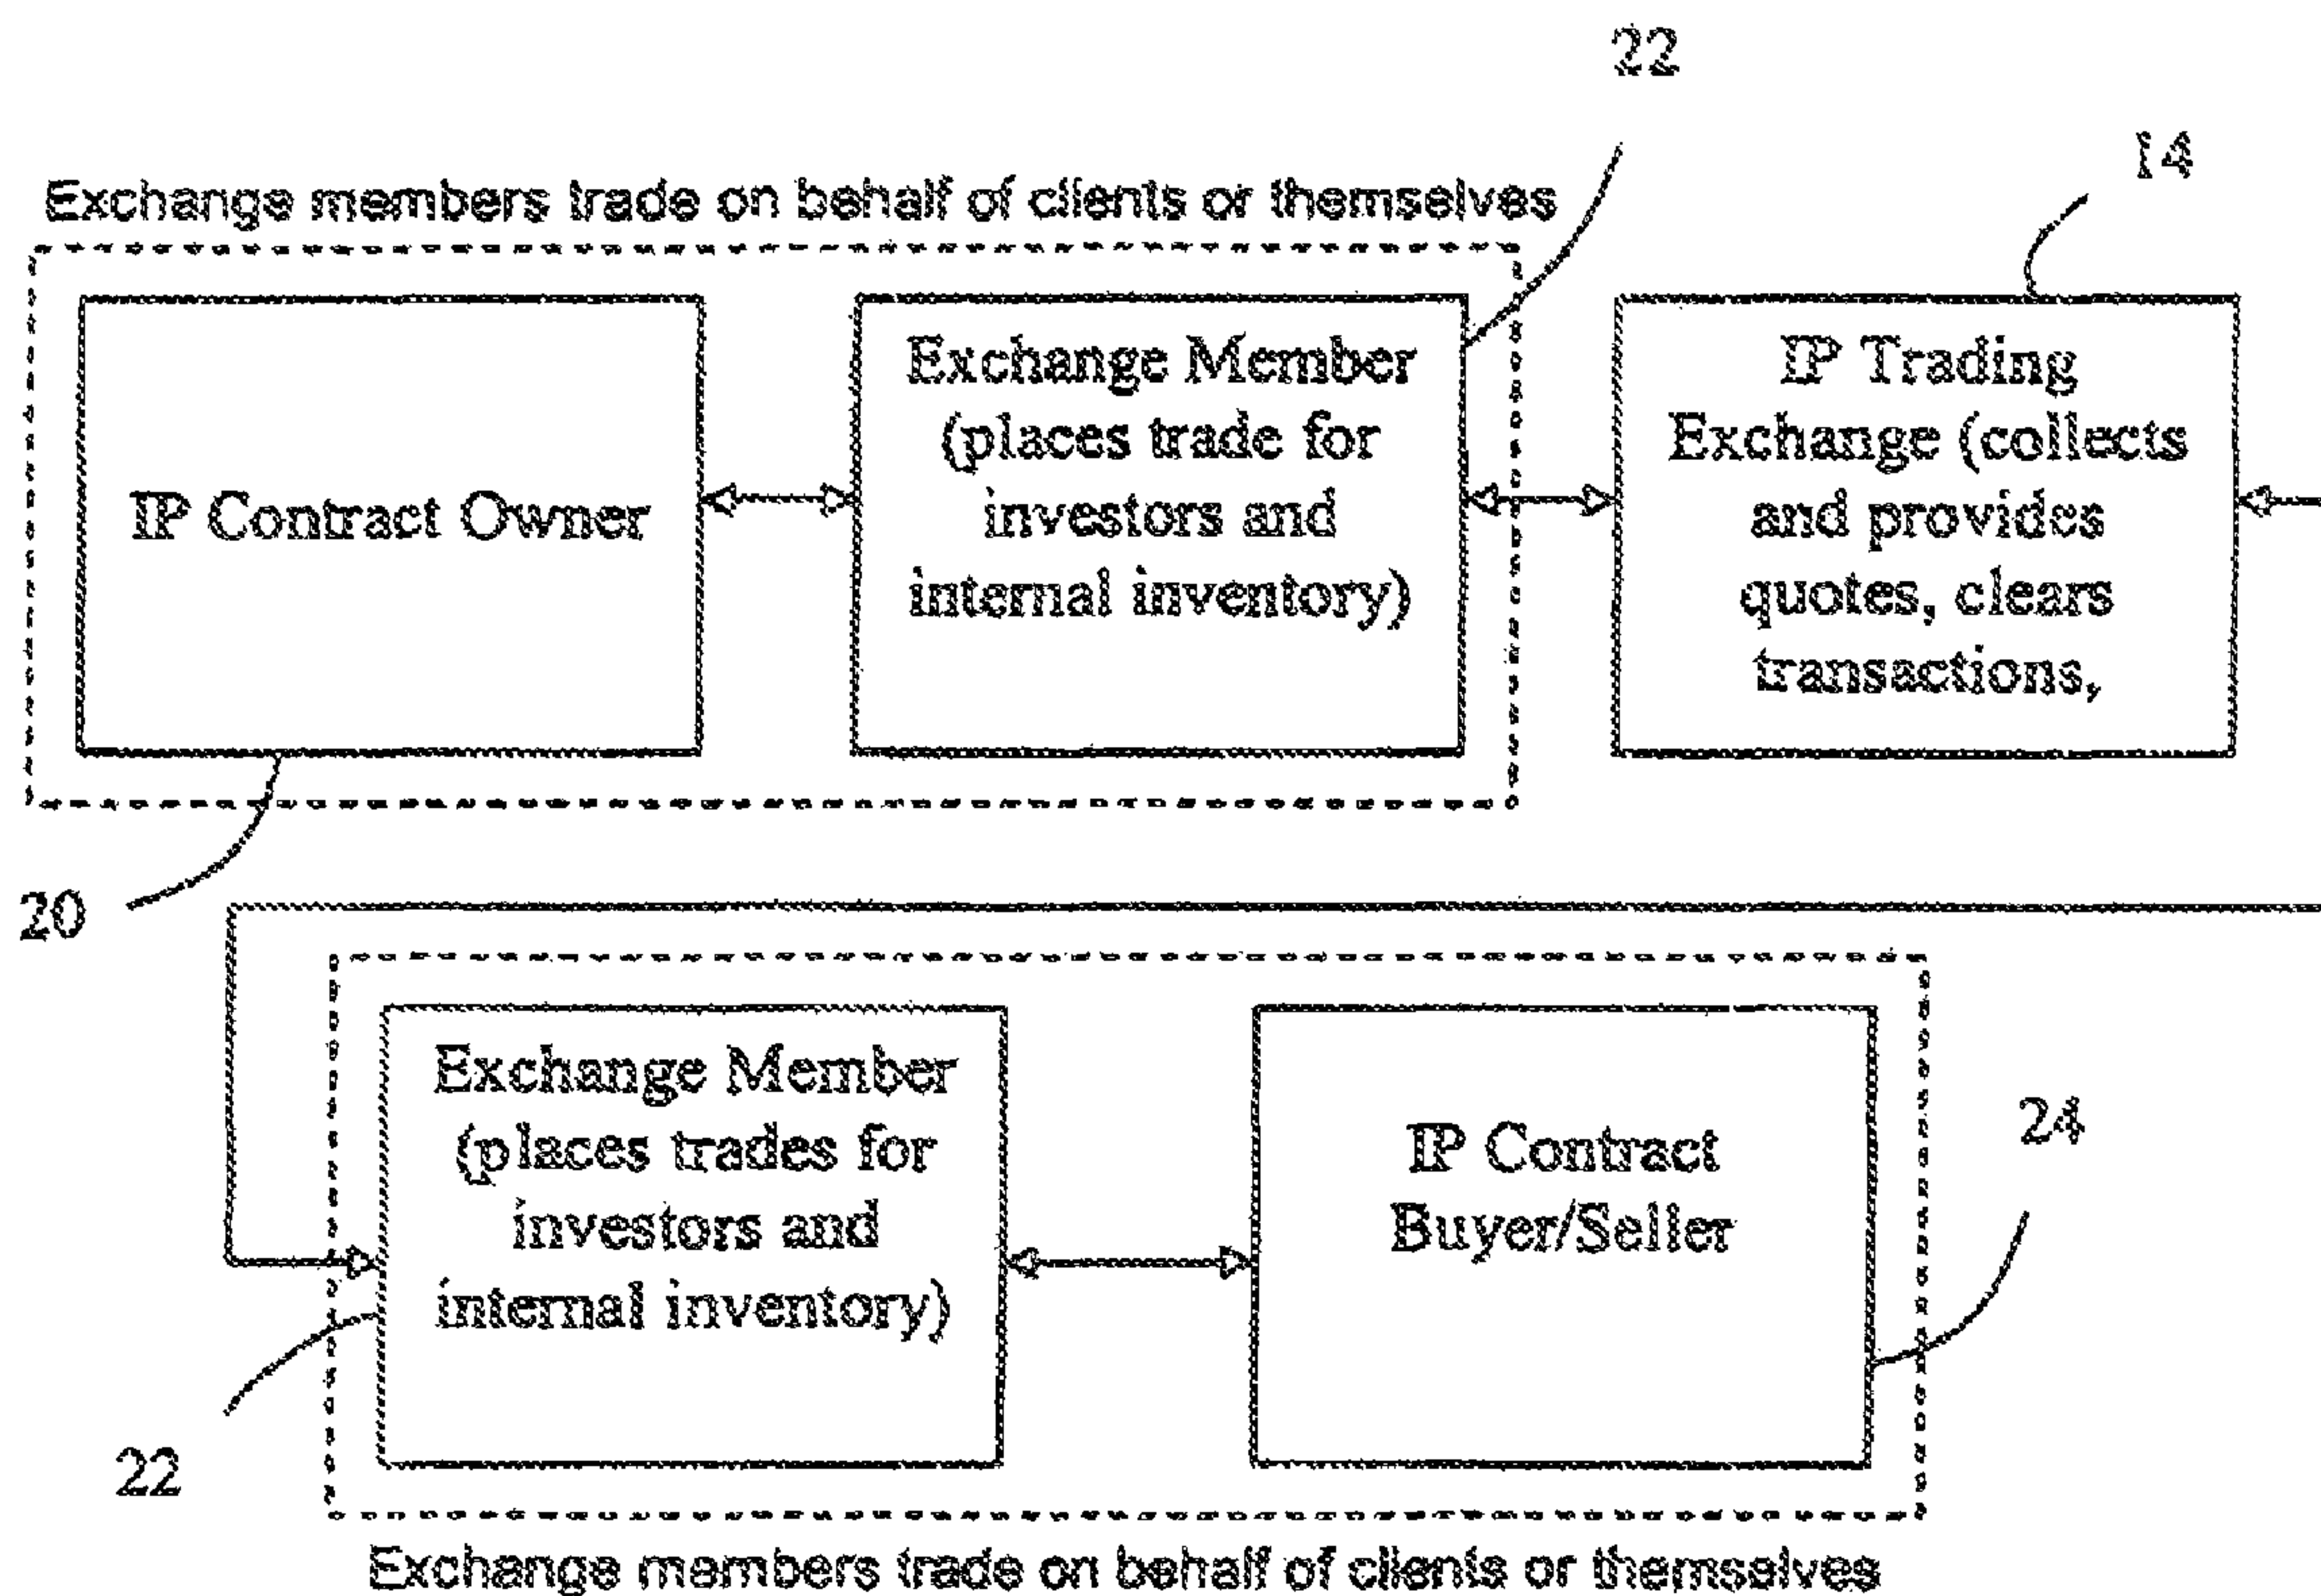 22
14
Exchange members trade on behalf of clients or themselves
IP Contract Owner
Exchange Member
(places trade for
investors and
internal inventory)
IP Trading
Exchange (collects
and provides
quotes, clears
transactions,
20
Exchange Member
(places trades for
investors and
internal inventory)
IP Contract
Buyer/Seller
24
22
Exchange members trade on behalf of clients or themselves